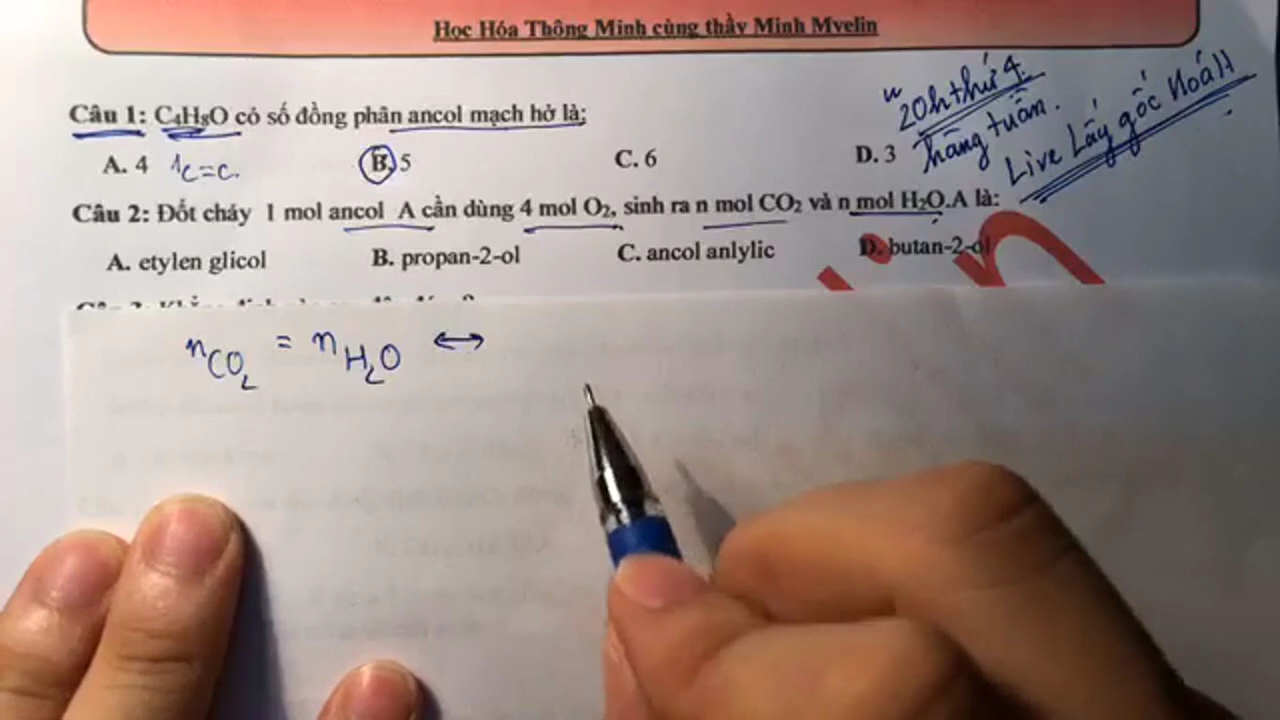 Học Hóa Thông Minh cùng thầy Minh Myelin
Câu 1: C₄H₈O có số đồng phân ancol mạch hở là:
A. 4 1C=C. B. 5 C. 6 D. 3
20h thứ 4
hàng tuần.
Live Lấy gốc Hoá 11
Câu 2: Đốt cháy 1 mol ancol A cần dùng 4 mol O₂, sinh ra n mol CO₂ và n mol H₂O.A là:
A. etylen glicol B. propan-2-ol C. ancol anlylic D. butan-2-ol
n CO₂ = n H₂O ↔